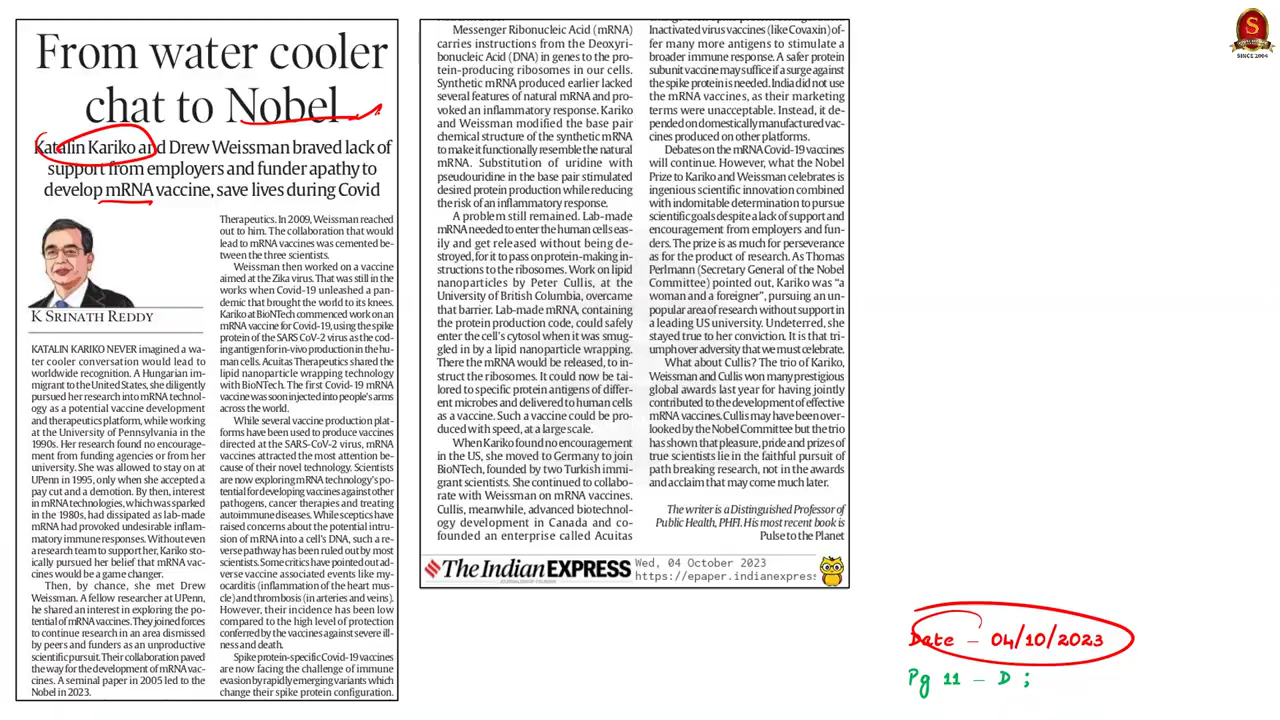 From water cooler
chat to Nobel
Katalin Kariko and Drew Weissman braved lack of
support from employers and funder apathy to
develop mRNA vaccine, save lives during Covid
K SRINATH REDDY
KATALIN KARIKO NEVER imagined a wa-
ter cooler conversation would lead to
worldwide recognition. A Hungarian im-
migrant to the United States, she diligently
pursued her research into mRNA technol-
ogy as a potential vaccine development
and therapeutics platform, while working
at the University of Pennsylvania in the
1990s. Her research found no encourage-
ment from funding agencies or from her
university. She was allowed to stay on at
UPenn in 1995, only when she accepted a
pay cut and a demotion. By then, interest
in mRNA technologies, which was sparked
in the 1980s, had dissipated as lab-made
mRNA had provoked undesirable inflam-
matory immune responses. Without even
a research team to support her, Kariko sto-
ically pursued her belief that mRNA vac-
cines would be a game changer.
Then, by chance, she met Drew
Weissman. A fellow researcher at UPenn,
he shared an interest in exploring the po-
tential of mRNA vaccines. They joined forces
to continue research in an area dismissed
by peers and funders as an unproductive
scientific pursuit. Their collaboration paved
the way for the development of mRNA vac-
cines. A seminal paper in 2005 led to the
Nobel in 2023.
Therapeutics. In 2009, Weissman reached
out to him. The collaboration that would
lead to mRNA vaccines was cemented be-
tween the three scientists.
Weissman then worked on a vaccine
aimed at the Zika virus. That was still in the
works when Covid-19 unleashed a pan-
demic that brought the world to its knees.
Kariko at BioNTech commenced work on an
mRNA vaccine for Covid-19, using the spike
protein of the SARS CoV-2 virus as the cod-
ing antigen for in-vivo production in the hu-
man cells. Acuitas Therapeutics shared the
lipid nanoparticle wrapping technology
with BioNTech. The first Covid-19 mRNA
vaccine was soon injected into people's arms
across the world.
While several vaccine production plat-
forms have been used to produce vaccines
directed at the SARS-CoV-2 virus, mRNA
vaccines attracted the most attention be-
cause of their novel technology. Scientists
are now exploring mRNA technology's po-
tential for developing vaccines against other
pathogens, cancer therapies and treating
autoimmune diseases. While sceptics have
raised concerns about the potential intru-
sion of mRNA into a cell's DNA, such a re-
verse pathway has been ruled out by most
scientists. Some critics have pointed out ad-
verse vaccine associated events like my-
ocarditis (inflammation of the heart mus-
cle) and thrombosis (in arteries and veins).
However, their incidence has been low
compared to the high level of protection
conferred by the vaccines against severe ill-
ness and death.
Spike protein-specific Covid-19 vaccines
are now facing the challenge of immune
evasion by rapidly emerging variants which
change their spike protein configuration.
Messenger Ribonucleic Acid (mRNA)
carries instructions from the Deoxyri-
bonucleic Acid (DNA) in genes to the pro-
tein-producing ribosomes in our cells.
Synthetic mRNA produced earlier lacked
several features of natural mRNA and pro-
voked an inflammatory response. Kariko
and Weissman modified the base pair
chemical structure of the synthetic mRNA
to make it functionally resemble the natural
mRNA. Substitution of uridine with
pseudouridine in the base pair stimulated
desired protein production while reducing
the risk of an inflammatory response.
A problem still remained. Lab-made
mRNA needed to enter the human cells eas-
ily and get released without being de-
stroyed, for it to pass on protein-making in-
structions to the ribosomes. Work on lipid
nanoparticles by Peter Cullis, at the
University of British Columbia, overcame
that barrier. Lab-made mRNA, containing
the protein production code, could safely
enter the cell's cytosol when it was smug-
gled in by a lipid nanoparticle wrapping.
There the mRNA would be released, to in-
struct the ribosomes. It could now be tai-
lored to specific protein antigens of differ-
ent microbes and delivered to human cells
as a vaccine. Such a vaccine could be pro-
duced with speed, at a large scale.
When Kariko found no encouragement
in the US, she moved to Germany to join
BioNTech, founded by two Turkish immi-
grant scientists. She continued to collabo-
rate with Weissman on mRNA vaccines.
Cullis, meanwhile, advanced biotechnol-
ogy development in Canada and co-
founded an enterprise called Acuitas
Inactivated virus vaccines (like Covaxin) of-
fer many more antigens to stimulate a
broader immune response. A safer protein
subunit vaccine may suffice if a surge against
the spike protein is needed. India did not use
the mRNA vaccines, as their marketing
terms were unacceptable. Instead, it de-
pended on domestically manufactured vac-
cines produced on other platforms.
Debates on the mRNA Covid-19 vaccines
will continue. However, what the Nobel
Prize to Kariko and Weissman celebrates is
ingenious scientific innovation combined
with indomitable determination to pursue
scientific goals despite a lack of support and
encouragement from employers and fun-
ders. The prize is as much for perseverance
as for the product of research. As Thomas
Perlmann (Secretary General of the Nobel
Committee) pointed out, Kariko was "a
woman and a foreigner", pursuing an un-
popular area of research without support in
a leading US university. Undeterred, she
stayed true to her conviction. It is that tri-
umph over adversity that we must celebrate.
What about Cullis? The trio of Kariko,
Weissman and Cullis won many prestigious
global awards last year for having jointly
contributed to the development of effective
mRNA vaccines. Cullis may have been over-
looked by the Nobel Committee but the trio
has shown that pleasure, pride and prizes of
true scientists lie in the faithful pursuit of
path breaking research, not in the awards
and acclaim that may come much later.
The writer is a Distinguished Professor of
Public Health, PHFI. His most recent book is
Pulse to the Planet
The Indian EXPRESS
Wed, 04 October 2023
https://epaper.indianexpress
S
SINCE 2004
Date - 04/10/2023
Pg 11 - D ;